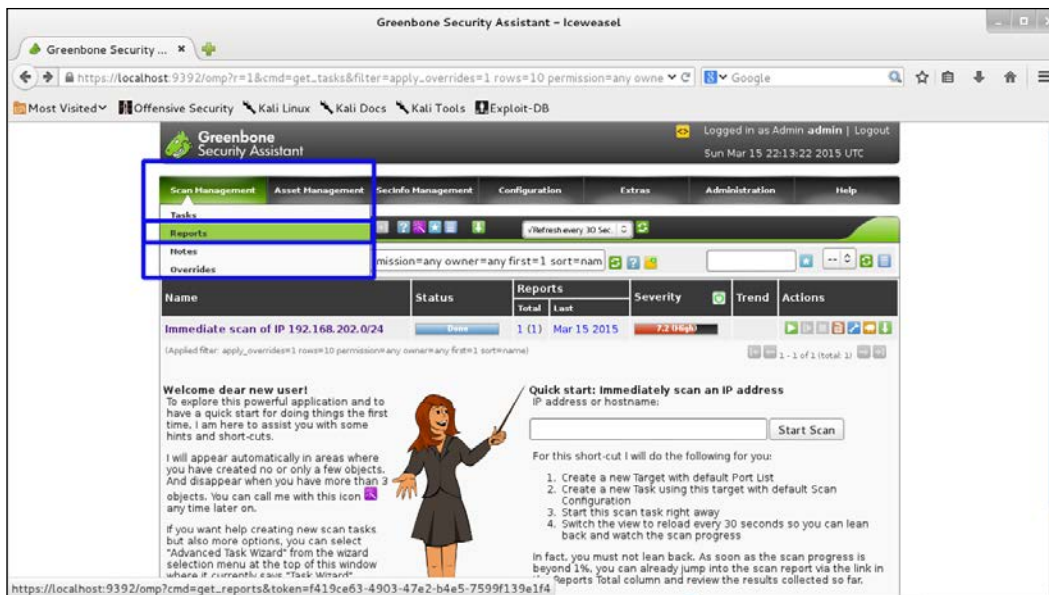 Greenbone Security Assistant – Iceweasel
Greenbone Security ...
https://localhost:9392/omp?r=1&cmd=get_tasks&filter=apply_overrides=1 rows=10 permission=any owne
Google
Most Visited
Offensive Security
Kali Linux
Kali Docs
Kali Tools
Exploit-DB
Greenbone
Security Assistant
Logged in as Admin admin | Logout
Sun Mar 15 22:13:22 2015 UTC
Scan Management
Asset Management
SecInfo Management
Configuration
Extras
Administration
Help
Tasks
Reports
Notes
Overrides
√Refresh every 30 Sec.
mission=any owner=any first=1 sort=nam
--
Name
Status
Reports
Total
Last
Severity
Trend
Actions
Immediate scan of IP 192.168.202.0/24
Done
1 (1)
Mar 15 2015
7.2 (High)
(Applied filter: apply_overrides=1 rows=10 permission=any owner=any first=1 sort=name)
1 - 1 of 1 (total: 1)
Welcome dear new user!
To explore this powerful application and to
have a quick start for doing things the first
time, I am here to assist you with some
hints and short-cuts.
I will appear automatically in areas where
you have created no or only a few objects.
And disappear when you have more than 3
objects. You can call me with this icon
any time later on.
If you want help creating new scan tasks
but also more options, you can select
"Advanced Task Wizard" from the wizard
selection menu at the top of this window
where it currently says "Task Wizard"
Quick start: Immediately scan an IP address
IP address or hostname:
Start Scan
For this short-cut I will do the following for you:
1. Create a new Target with default Port List
2. Create a new Task using this target with default Scan
Configuration
3. Start this scan task right away
4. Switch the view to reload every 30 seconds so you can lean
back and watch the scan progress
In fact, you must not lean back. As soon as the scan progress is
beyond 1%, you can already jump into the scan report via the link in
the Reports Total column and review the results collected so far.
https://localhost:9392/omp?cmd=get_reports&token=f419ce63-4903-47e2-b4e5-7599f139e1f4